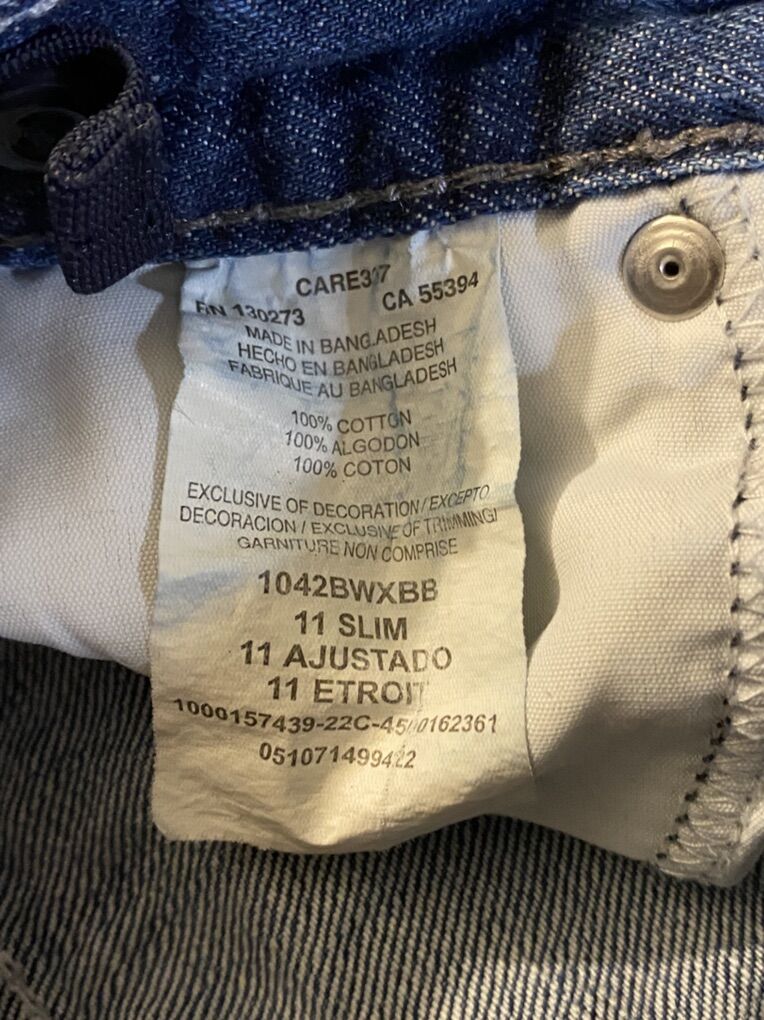 CARE337
RN 130273 CA 55394
MADE IN BANGLADESH
HECHO EN BANGLADESH
FABRIQUE AU BANGLADESH
100% COTTON
100% ALGODON
100% COTON
EXCLUSIVE OF DECORATION / EXCEPTO
DECORACION / EXCLUSIVE OF TRIMMING/
GARNITURE NON COMPRISE
1042BWXBB
11 SLIM
11 AJUSTADO
11 ETROIT
051071499422